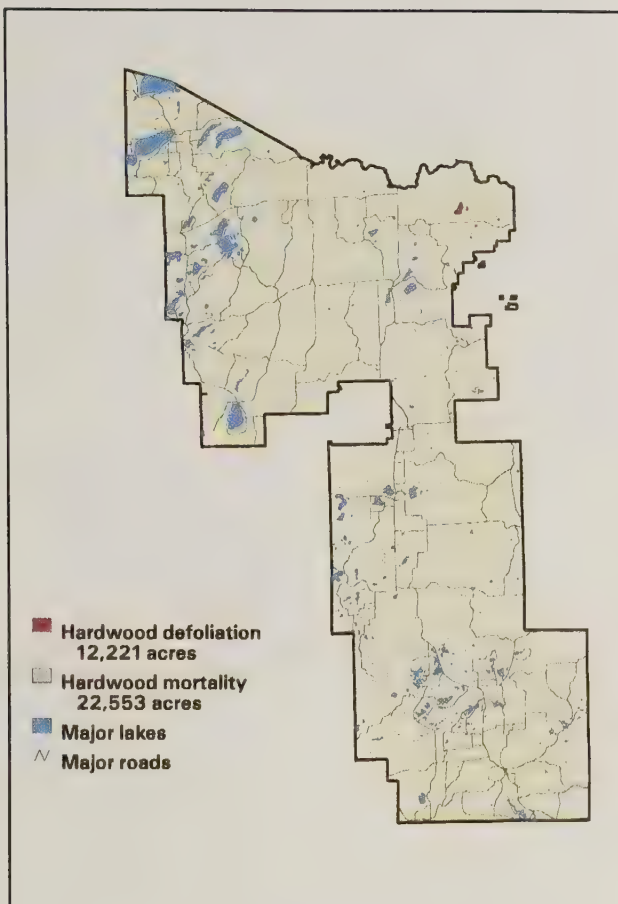 Hardwood defoliation
12,221 acres
Hardwood mortality
22,553 acres
Major lakes
Major roads